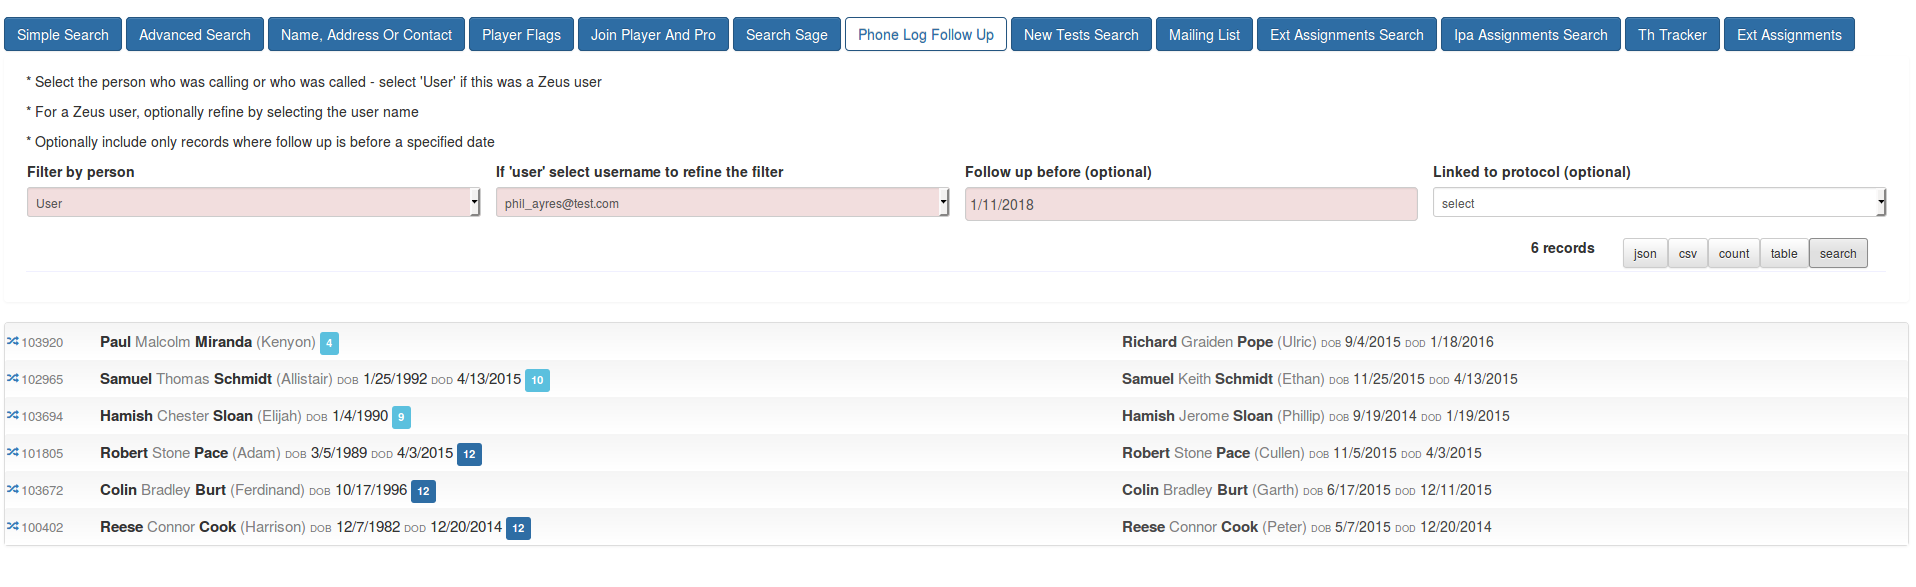 Simple Search Advanced Search Name, Address Or Contact Player Flags Join Player And Pro Search Sage Phone Log Follow Up New Tests Search Mailing List Ext Assignments Search Ipa Assignments Search Th Tracker Ext Assignments
* Select the person who was calling or who was called - select 'User' if this was a Zeus user
* For a Zeus user, optionally refine by selecting the user name
* Optionally include only records where follow up is before a specified date
Filter by person If 'user' select username to refine the filter Follow up before (optional) Linked to protocol (optional)
User phil_ayres@test.com 1/11/2018 select
6 records json csv count table search
103920 Paul Malcolm Miranda (Kenyon) 4 Richard Graiden Pope (Ulric) DOB 9/4/2015 DOD 1/18/2016
102965 Samuel Thomas Schmidt (Allistair) DOB 1/25/1992 DOD 4/13/2015 10 Samuel Keith Schmidt (Ethan) DOB 11/25/2015 DOD 4/13/2015
103694 Hamish Chester Sloan (Elijah) DOB 1/4/1990 9 Hamish Jerome Sloan (Phillip) DOB 9/19/2014 DOD 1/19/2015
101805 Robert Stone Pace (Adam) DOB 3/5/1989 DOD 4/3/2015 12 Robert Stone Pace (Cullen) DOB 11/5/2015 DOD 4/3/2015
103672 Colin Bradley Burt (Ferdinand) DOB 10/17/1996 12 Colin Bradley Burt (Garth) DOB 6/17/2015 DOD 12/11/2015
100402 Reese Connor Cook (Harrison) DOB 12/7/1982 DOD 12/20/2014 12 Reese Connor Cook (Peter) DOB 5/7/2015 DOD 12/20/2014